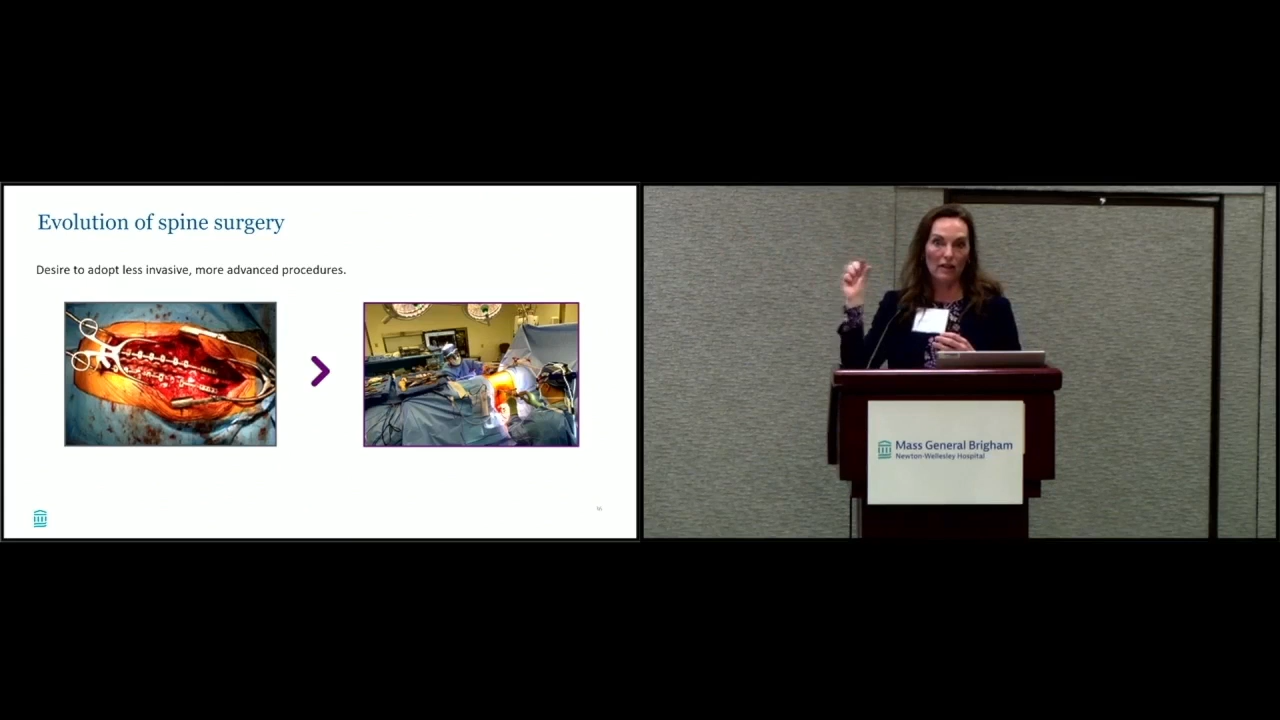 Evolution of spine surgery
Desire to adopt less invasive, more advanced procedures.
Mass General Brigham
Newton-Wellesley Hospital